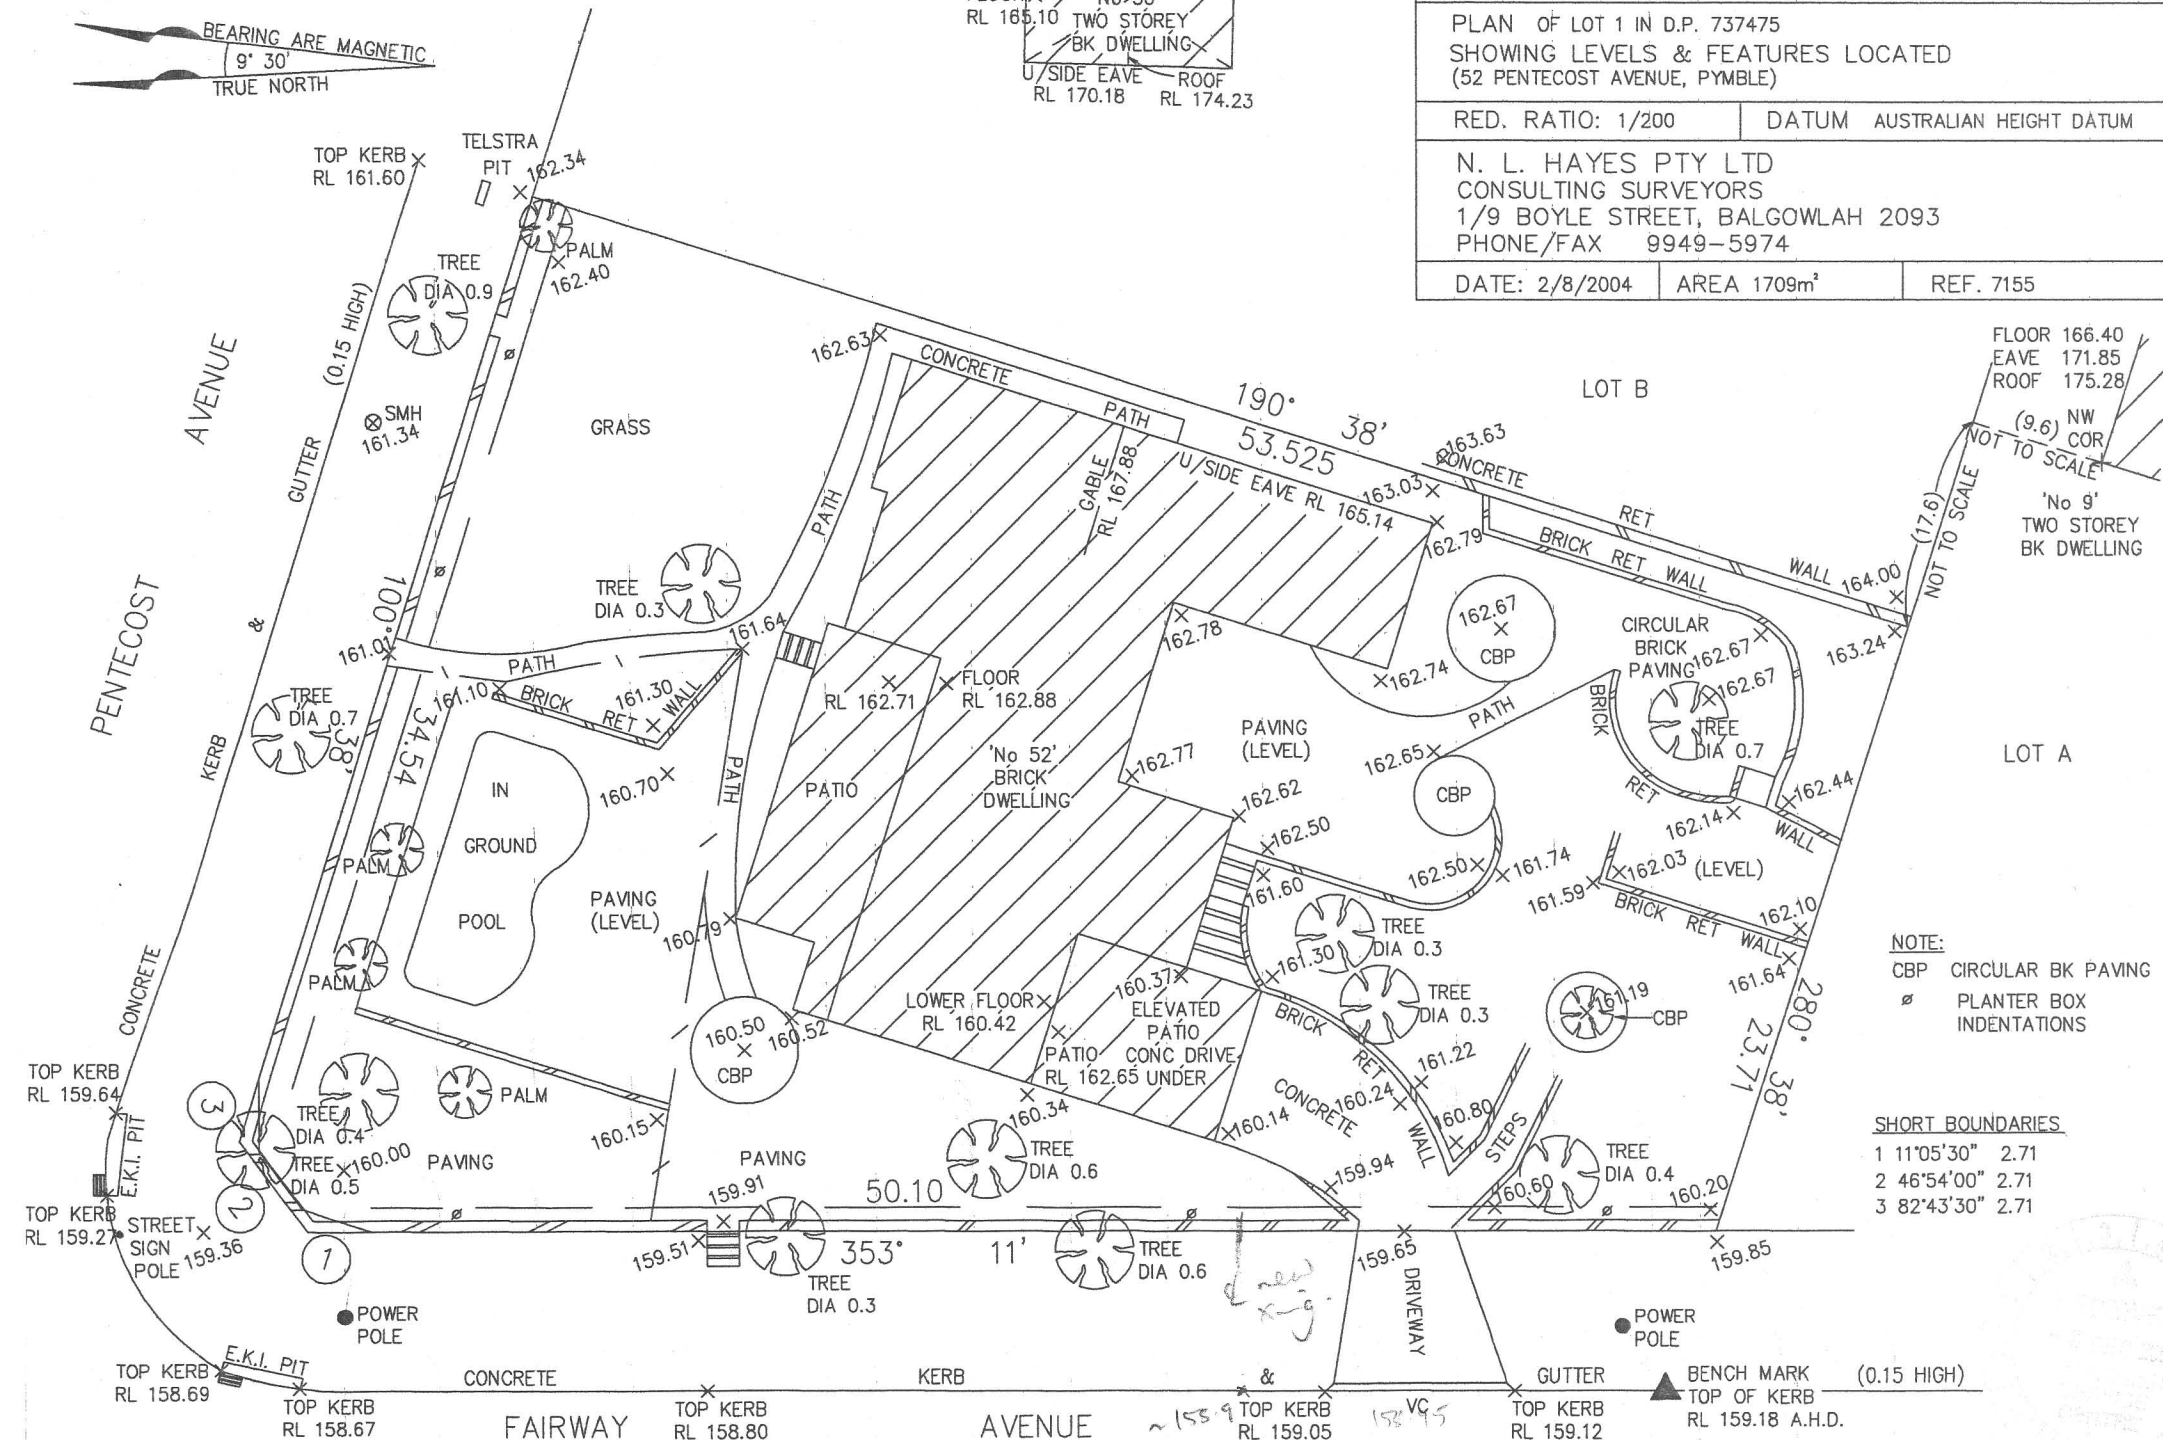 BEARING ARE MAGNETIC
9° 30'
TRUE NORTH
RL 165.10
TWO STOREY
BK DWELLING
U/SIDE EAVE
RL 170.18
ROOF
RL 174.23
PLAN OF LOT 1 IN D.P. 737475
SHOWING LEVELS & FEATURES LOCATED
(52 PENTECOST AVENUE, PYMBLE)
RED. RATIO: 1/200
DATUM AUSTRALIAN HEIGHT DATUM
N. L. HAYES PTY LTD
CONSULTING SURVEYORS
1/9 BOYLE STREET, BALGOWLAH 2093
PHONE/FAX 9949-5974
DATE: 2/8/2004
AREA 1709m²
REF. 7155
TOP KERB
RL 161.60
TELSTRA
PIT
162.34
PALM
162.40
TREE
DIA 0.9
(0.15 HIGH)
AVENUE
SMH
161.34
GUTTER
GRASS
162.63
CONCRETE
PATH
190° 38'
53.525
LOT B
FLOOR 166.40
EAVE 171.85
ROOF 175.28
(9.6)
NW
COR
NOT TO SCALE
'No 9'
TWO STOREY
BK DWELLING
(17.6)
NOT TO SCALE
GABLE
RL 167.88
U/SIDE EAVE RL 165.14
163.63
163.03
162.79
CONCRETE
RET
WALL
164.00
BRICK RET WALL
163.24
PATH
TREE
DIA 0.3
161.64
162.78
162.67
CBP
162.74
CIRCULAR
BRICK
PAVING
162.67
162.67
TREE
DIA 0.7
PENTECOST
&
KERB
100° 38'
34.54
161.01
PATH
161.10
BRICK
RET
WALL
161.30
TREE
DIA 0.7
RL 162.71
FLOOR
RL 162.88
'No 52'
BRICK
DWELLING
PATIO
PAVING
(LEVEL)
PATH
BRICK
RET
WALL
162.65
CBP
162.77
162.62
162.50
162.50
161.74
162.14
162.44
LOT A
162.03
(LEVEL)
161.59
BRICK RET WALL
162.10
161.64
IN
GROUND
POOL
160.70
PATH
PAVING
(LEVEL)
160.79
PALM
PALM
161.60
TREE
DIA 0.3
161.30
TREE
DIA 0.3
161.19
CBP
280° 38'
23.71
NOTE:
CBP CIRCULAR BK PAVING
ø PLANTER BOX
INDENTATIONS
CONCRETE
160.50
CBP
160.52
LOWER FLOOR
RL 160.42
160.37
ELEVATED
PATIO
CONC DRIVE
UNDER
PATIO
RL 162.65
BRICK
RET
WALL
161.22
CONCRETE
160.24
160.80
STEPS
TOP KERB
RL 159.64
E.K.I. PIT
3
TREE
DIA 0.4
PALM
TREE
DIA 0.5
160.00
PAVING
160.15
PAVING
160.34
160.14
TREE
DIA 0.6
159.94
160.60
TREE
DIA 0.4
160.20
SHORT BOUNDARIES
1 11°05'30" 2.71
2 46°54'00" 2.71
3 82°43'30" 2.71
TOP KERB
RL 159.27
STREET
SIGN
POLE
159.36
2
1
159.91
159.51
50.10
353° 11'
TREE
DIA 0.3
TREE
DIA 0.6
new
x-g.
159.65
159.85
DRIVEWAY
POWER
POLE
POWER
POLE
TOP KERB
RL 158.69
E.K.I. PIT
CONCRETE
KERB
&
GUTTER
BENCH MARK
TOP OF KERB
RL 159.18 A.H.D.
(0.15 HIGH)
TOP KERB
RL 158.67
FAIRWAY
TOP KERB
RL 158.80
AVENUE
~158.9
TOP KERB
RL 159.05
158.95
VC
TOP KERB
RL 159.12